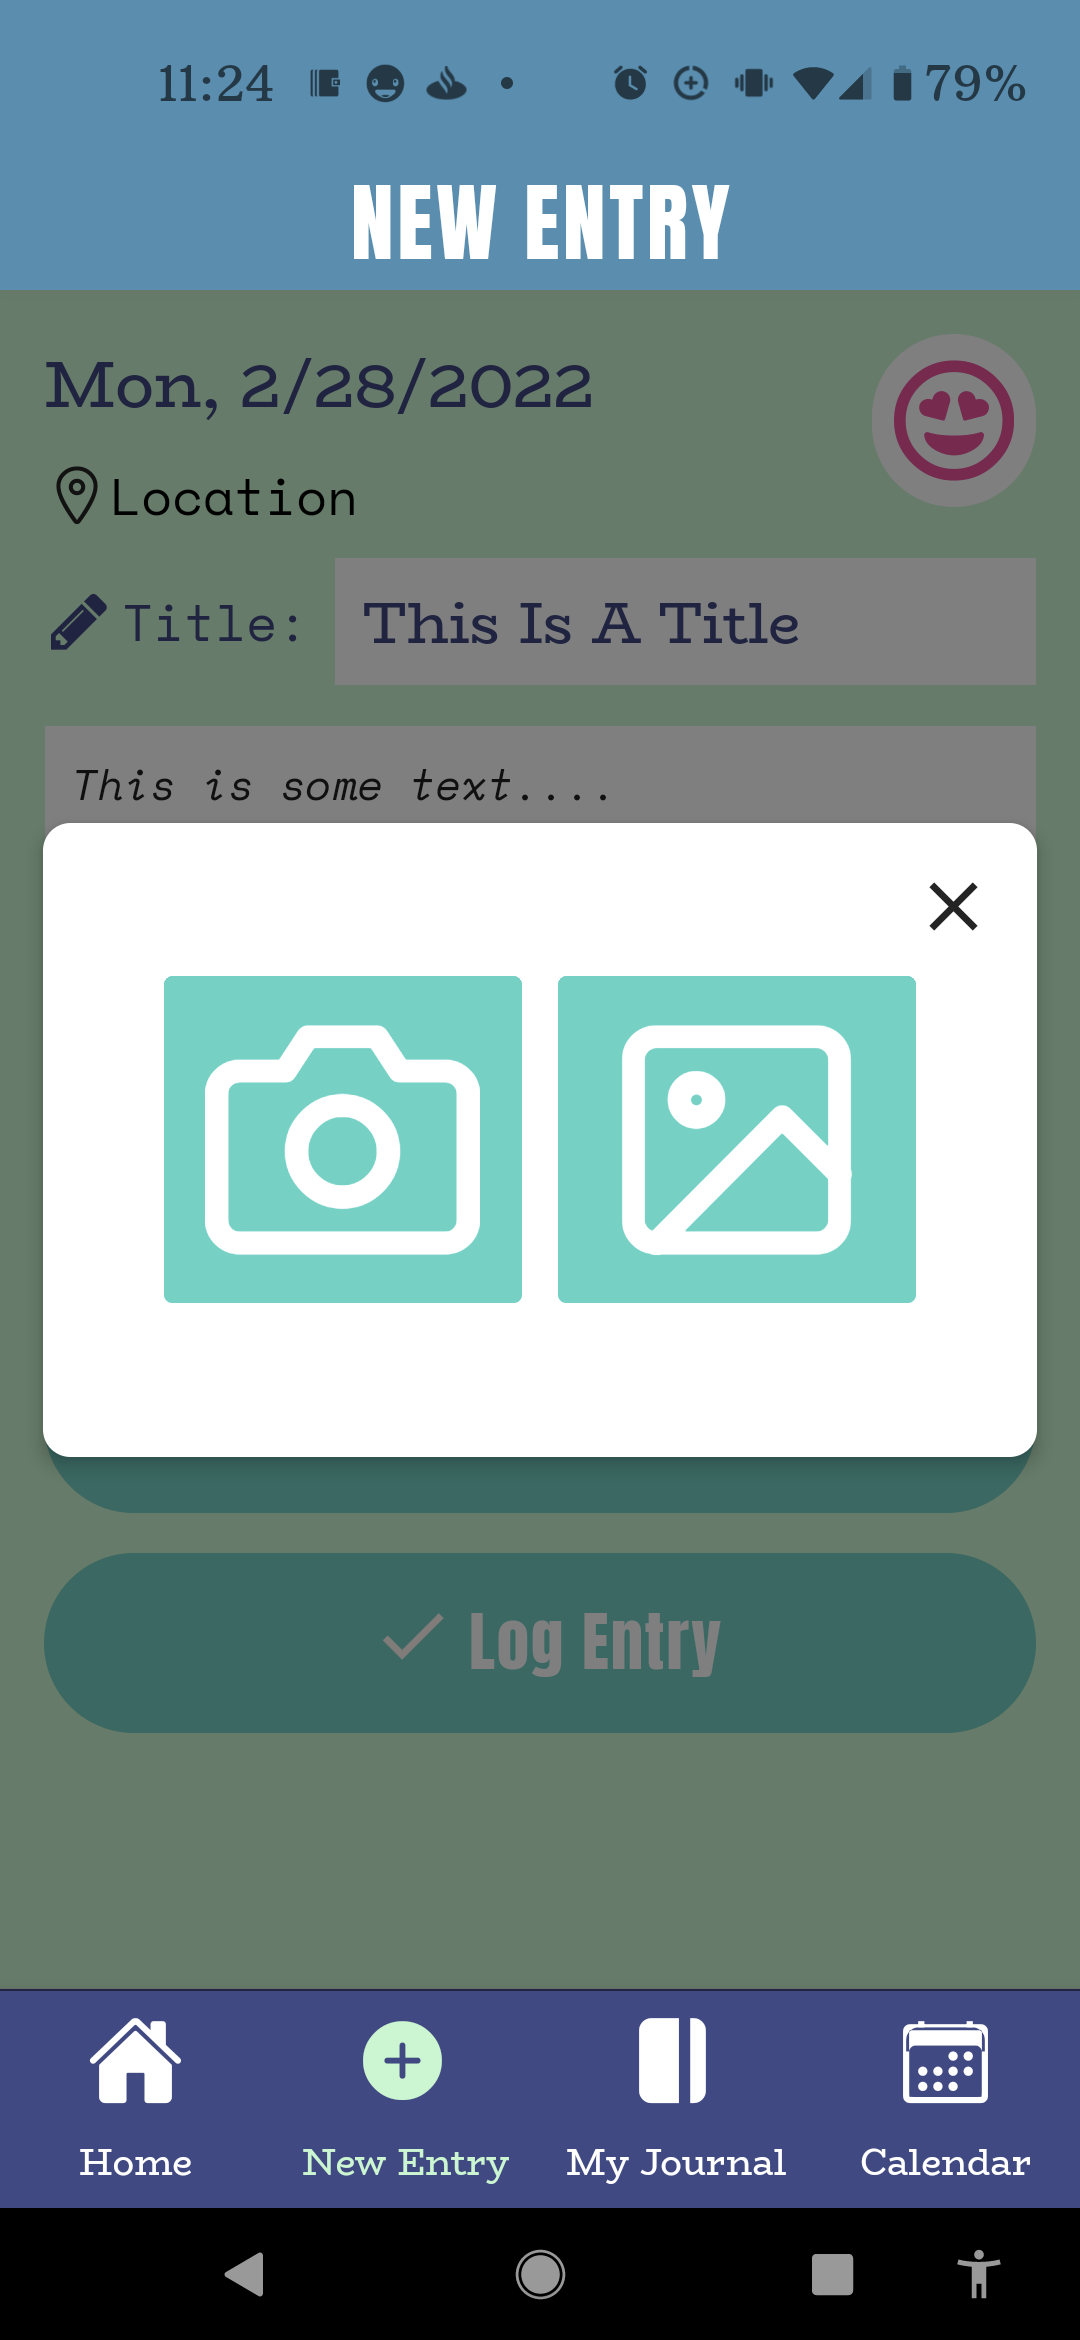 11:24 79%
NEW ENTRY
Mon, 2/28/2022
Location
Title: This Is A Title
This is some text....
Log Entry
Home New Entry My Journal Calendar